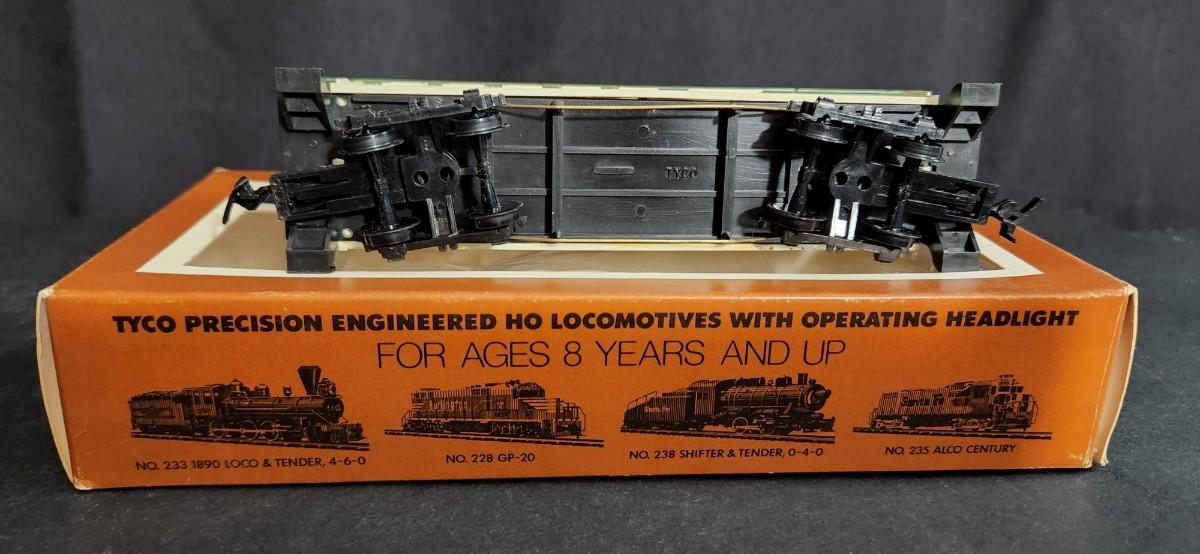 TYCO
TYCO PRECISION ENGINEERED HO LOCOMOTIVES WITH OPERATING HEADLIGHT
FOR AGES 8 YEARS AND UP
NO. 233 1890 LOCO & TENDER, 4-6-0
NO. 228 GP-20
NO. 238 SHIFTER & TENDER, 0-4-0
NO. 235 ALCO CENTURY